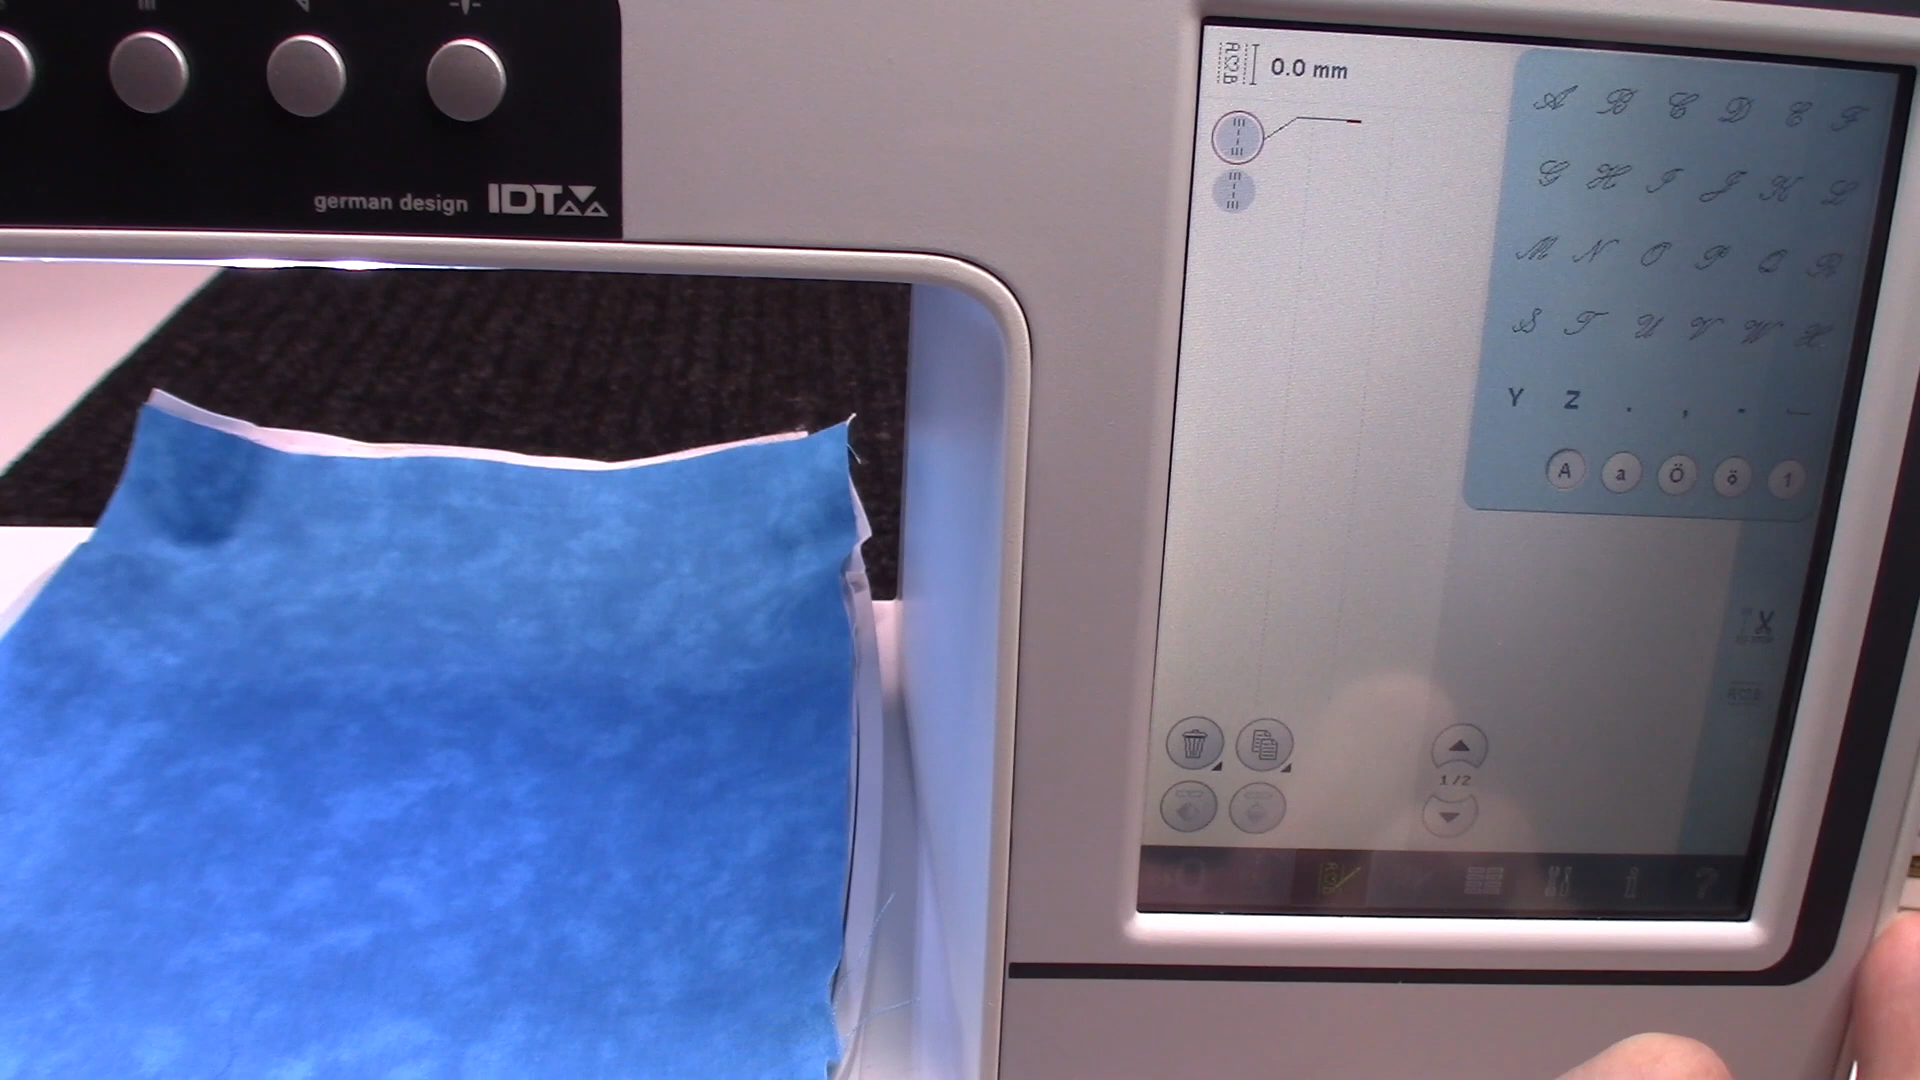 german design IDT
0.0 mm
A B C D E F
G H I J K L
M N O P Q R
S T U V W X
Y Z . , - _
A a Ö ö 1
1/2
?